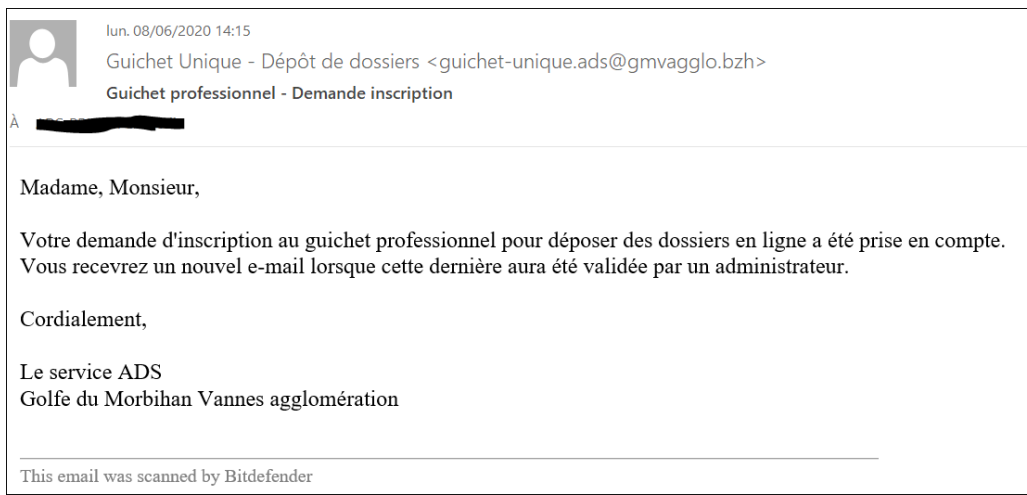 lun. 08/06/2020 14:15
Guichet Unique - Dépôt de dossiers <guichet-unique.ads@gmvagglo.bzh>
Guichet professionnel - Demande inscription
À
Madame, Monsieur,
Votre demande d'inscription au guichet professionnel pour déposer des dossiers en ligne a été prise en compte.
Vous recevrez un nouvel e-mail lorsque cette dernière aura été validée par un administrateur.
Cordialement,
Le service ADS
Golfe du Morbihan Vannes agglomération
This email was scanned by Bitdefender